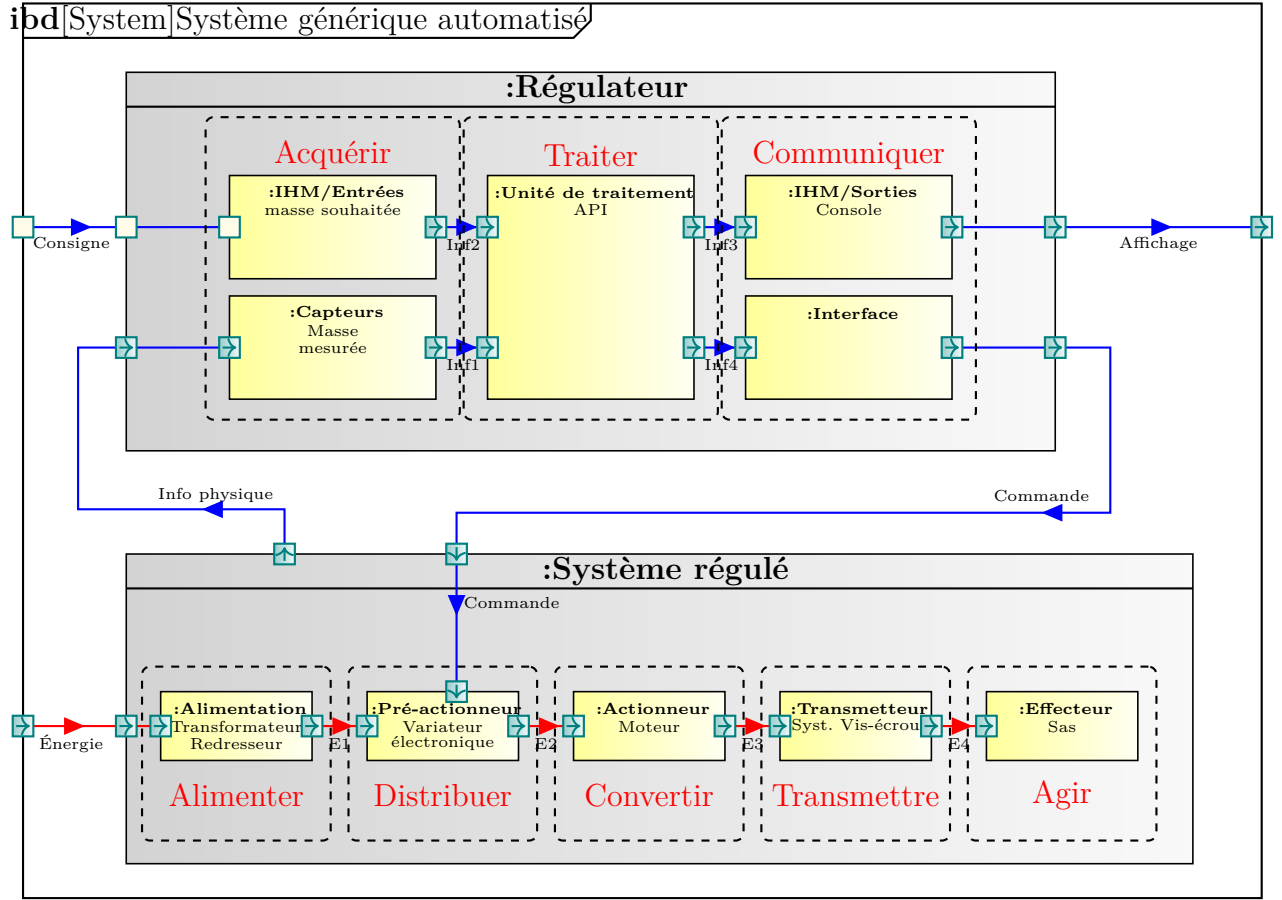 ibd[System]Système générique automatisé
:Régulateur
Acquérir
Traiter
Communiquer
:IHM/Entrées
masse souhaitée
:Unité de traitement
API
:IHM/Sorties
Console
Consigne
Inf2
Inf3
Affichage
:Capteurs
Masse
mesurée
:Interface
Inf1
Inf4
Info physique
Commande
:Système régulé
Commande
:Alimentation
Transformateur
Redresseur
:Pré-actionneur
Variateur
électronique
:Actionneur
Moteur
:Transmetteur
Syst. Vis-écrou
:Effecteur
Sas
Énergie
E1
E2
E3
E4
Alimenter
Distribuer
Convertir
Transmettre
Agir